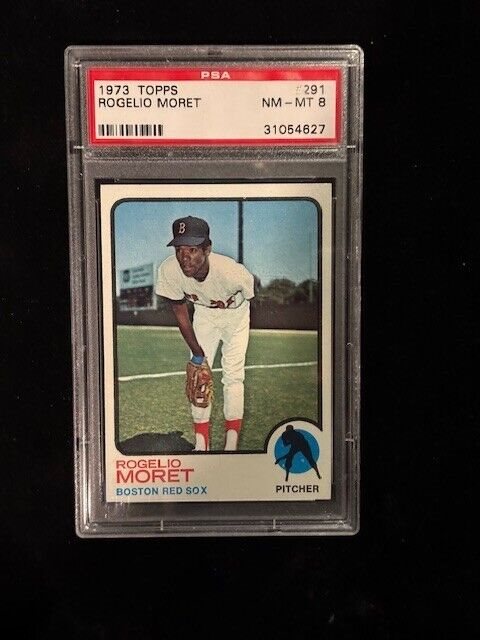 PSA
1973 TOPPS #291
ROGELIO MORET NM-MT 8
31054627
B
ROGELIO
MORET
BOSTON RED SOX
PITCHER